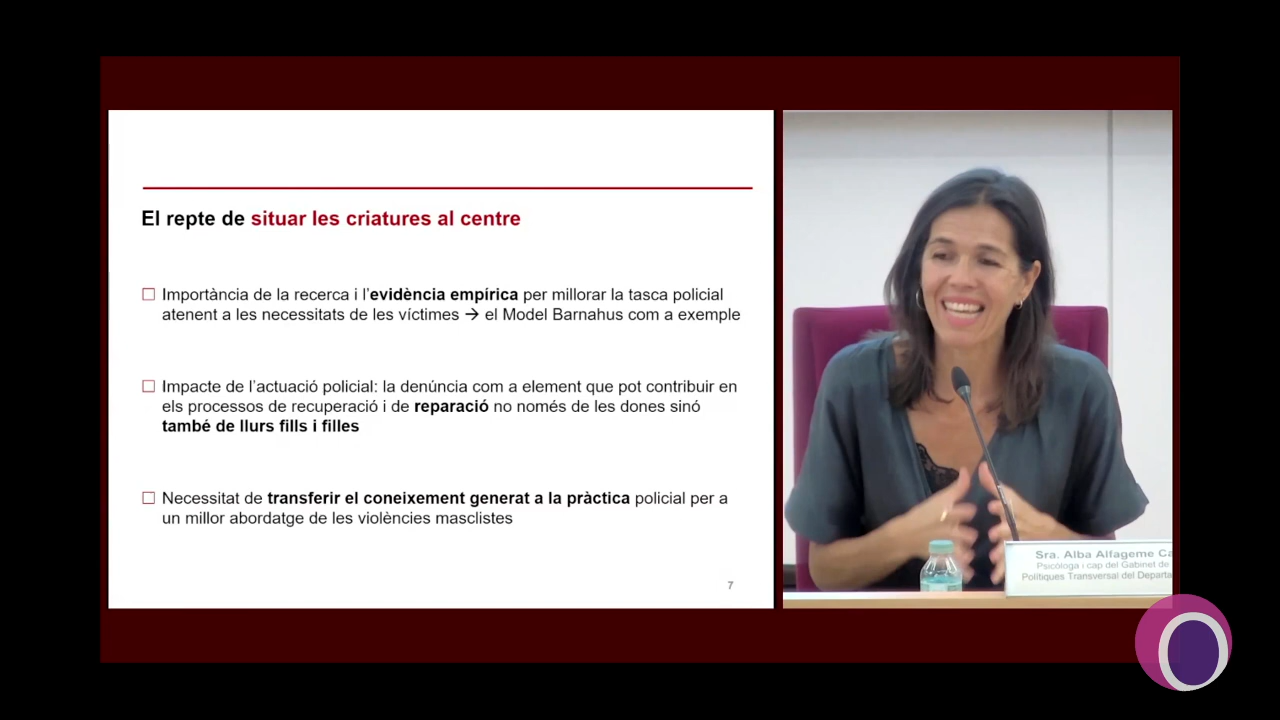 El repte de situar les criatures al centre
☐ Importància de la recerca i l'evidència empírica per millorar la tasca policial
atenent a les necessitats de les víctimes → el Model Barnahus com a exemple
☐ Impacte de l'actuació policial: la denúncia com a element que pot contribuir en
els processos de recuperació i de reparació no només de les dones sinó
també de llurs fills i filles
☐ Necessitat de transferir el coneixement generat a la pràctica policial per a
un millor abordatge de les violències masclistes
7
Sra. Alba Alfageme Ca
Psicòloga i cap del Gabinet de
Polítiques Transversal del Departa